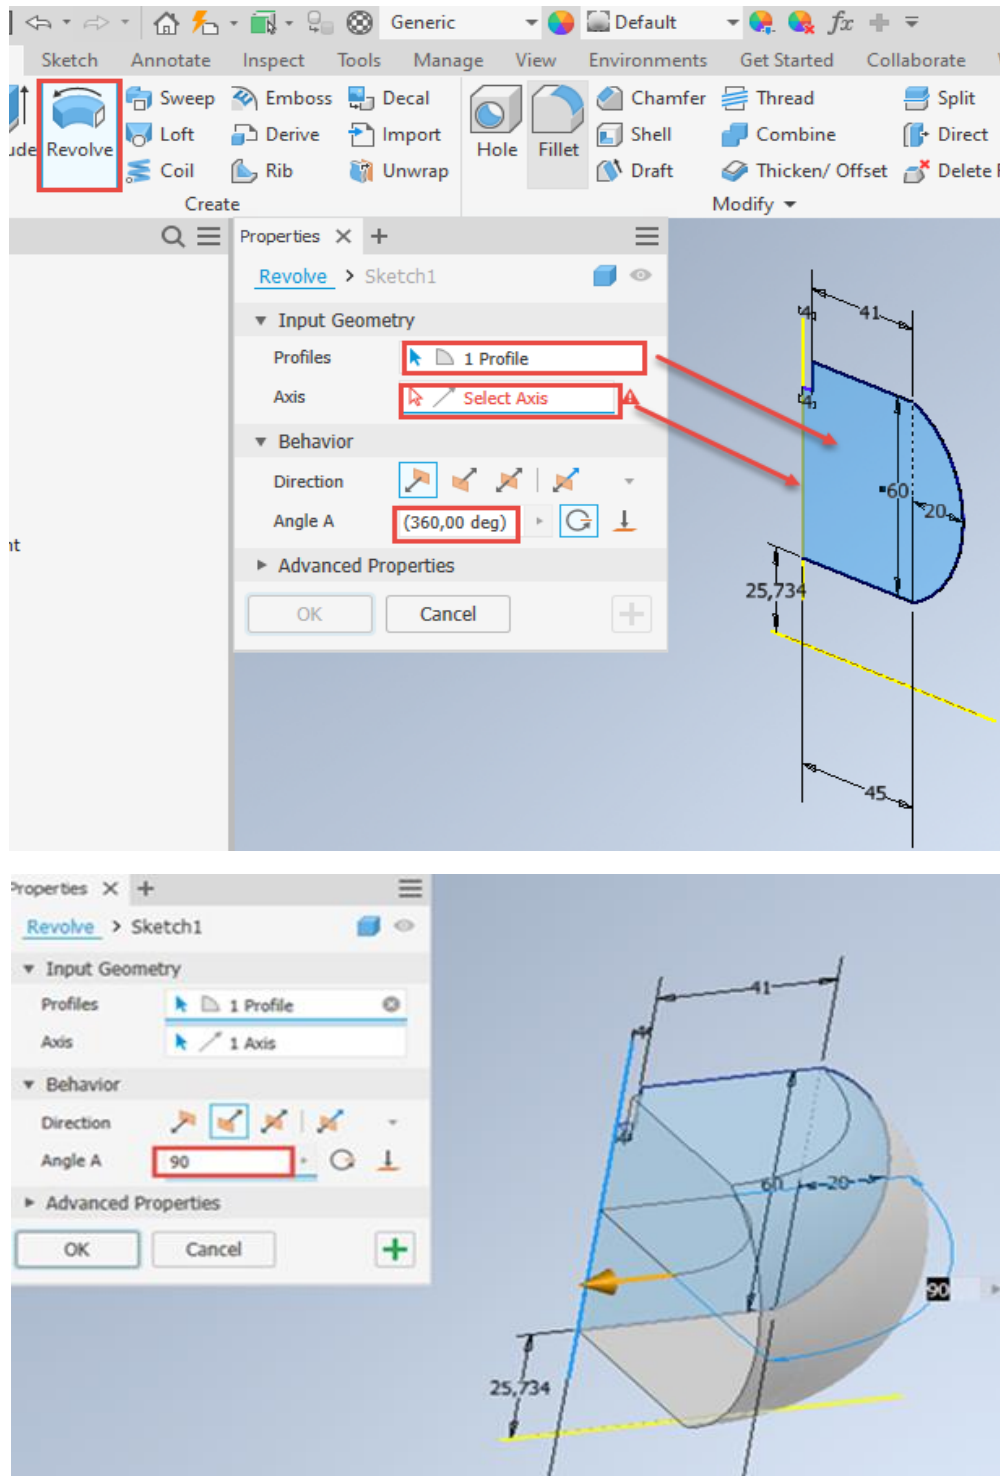 Generic Default fx
Sketch Annotate Inspect Tools Manage View Environments Get Started Collaborate
Revolve Sweep Emboss Decal Hole Fillet Chamfer Thread Split
Loft Derive Import Shell Combine Direct
Coil Rib Unwrap Draft Thicken/ Offset Delete
Create Modify
Properties
Revolve > Sketch1
Input Geometry
Profiles 1 Profile
Axis Select Axis
Behavior
Direction
Angle A (360,00 deg)
Advanced Properties
OK Cancel
4
41
4
60
20
25,734
45
Properties
Revolve > Sketch1
Input Geometry
Profiles 1 Profile
Axis 1 Axis
Behavior
Direction
Angle A 90
Advanced Properties
OK Cancel
41
60
20
90
25,734